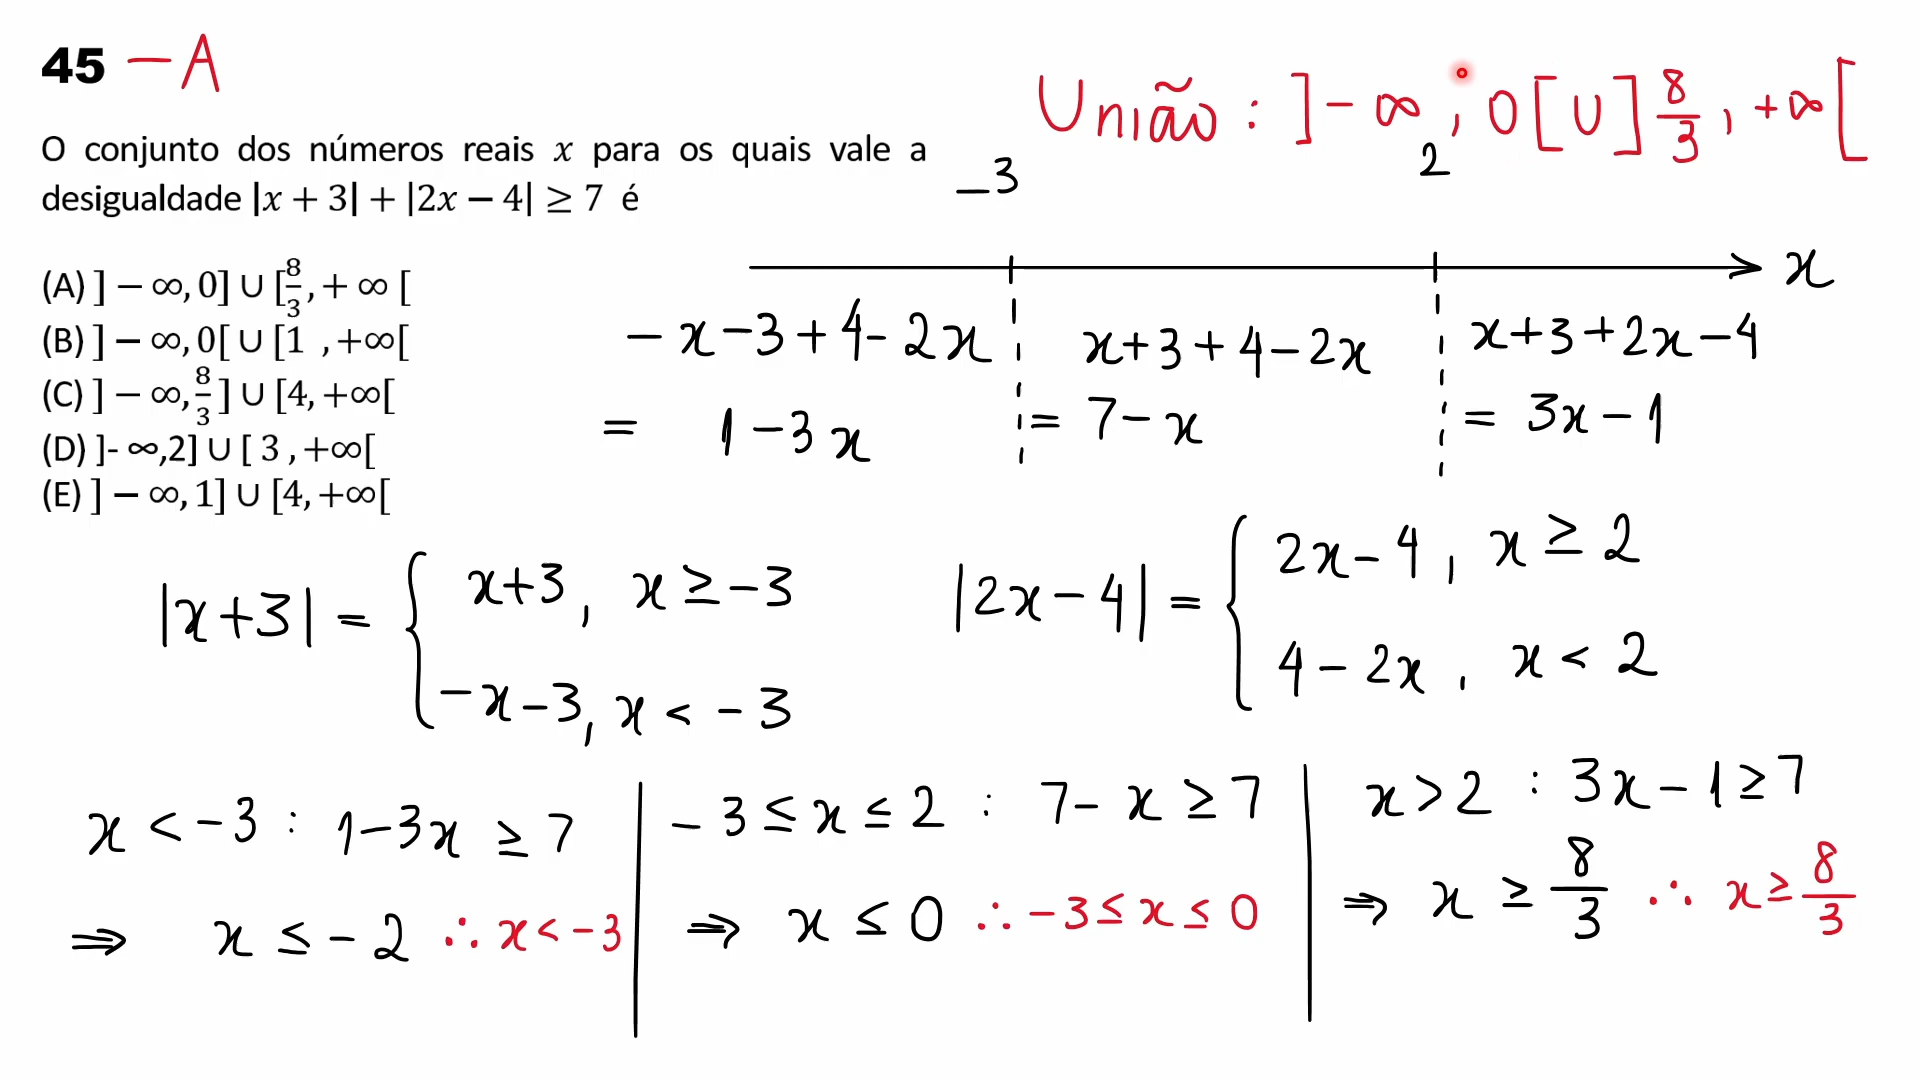 45 – A
União : ]-∞, 0[ U ] 8/3, +∞[
O conjunto dos números reais x para os quais vale a
desigualdade |x + 3| + |2x − 4| ≥ 7 é
(A) ] − ∞, 0] ∪ [8/3, + ∞ [
(B) ] − ∞, 0[ ∪ [1 , +∞[
(C) ] − ∞, 8/3 ] ∪ [4, +∞[
(D) ]- ∞,2] ∪ [ 3 , +∞[
(E) ] − ∞, 1] ∪ [4, +∞[
-3 2 x
-x-3+4-2x x+3+4-2x x+3+2x-4
= 1-3x = 7-x = 3x-1
|x+3| = { x+3, x ≥ -3
-x-3, x < -3
|2x-4| = { 2x-4, x ≥ 2
4-2x, x < 2
x < -3 : 1-3x ≥ 7
⇒ x ≤ -2 ∴ x < -3
-3 ≤ x ≤ 2 : 7-x ≥ 7
⇒ x ≤ 0 ∴ -3 ≤ x ≤ 0
x > 2 : 3x-1 ≥ 7
⇒ x ≥ 8/3 ∴ x ≥ 8/3